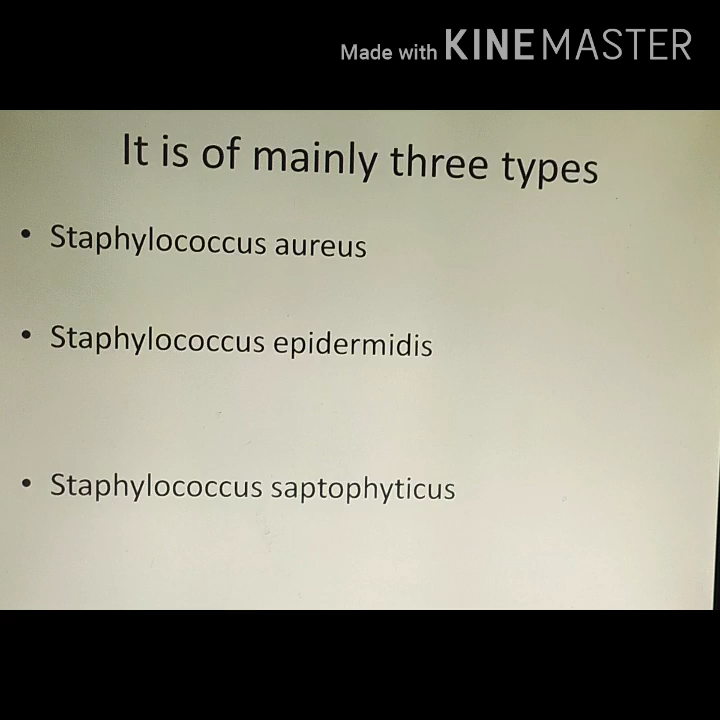 Made with KINEMASTER
It is of mainly three types
• Staphylococcus aureus
• Staphylococcus epidermidis
• Staphylococcus saptophyticus